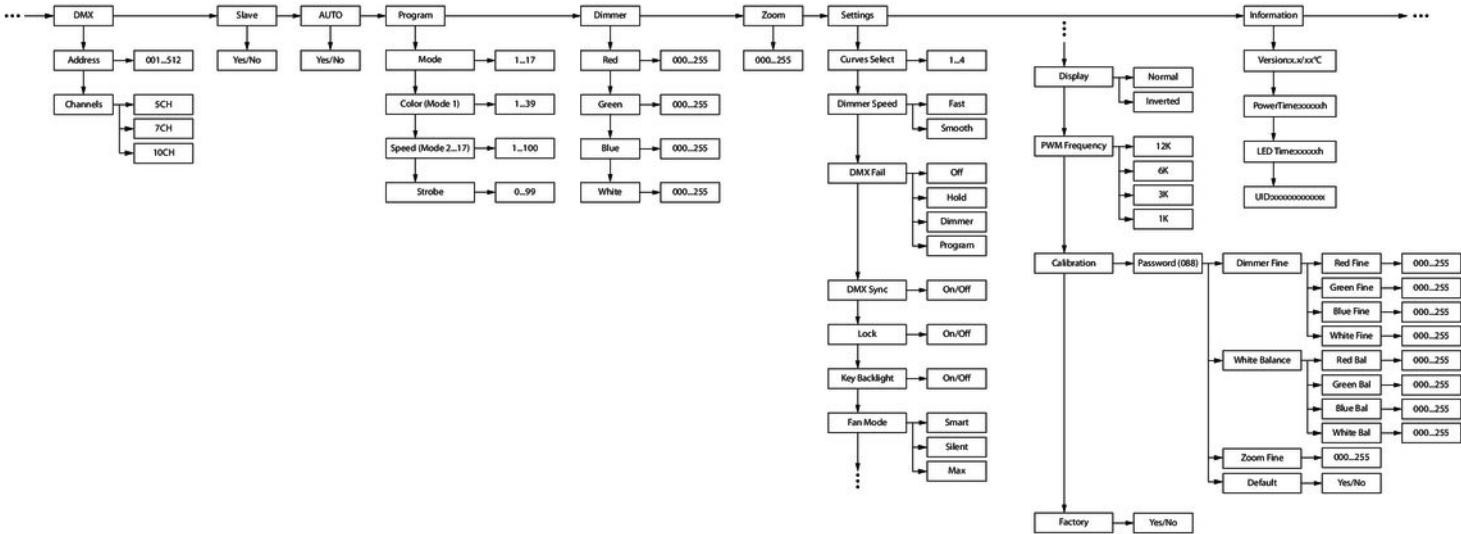 DMX
Slave
AUTO
Program
Dimmer
Zoom
Settings
Information
Address
001...512
Channels
5CH
7CH
10CH
Yes/No
Yes/No
Mode
1...17
Color (Mode 1)
1...39
Speed (Mode 2...17)
1...100
Strobe
0...99
Red
000...255
Green
000...255
Blue
000...255
White
000...255
000...255
Curves Select
1...4
Dimmer Speed
Fast
Smooth
DMX Fail
Off
Hold
Dimmer
Program
DMX Sync
On/Off
Lock
On/Off
Key Backlight
On/Off
Fan Mode
Smart
Silent
Max
Display
Normal
Inverted
PWM Frequency
12K
6K
3K
1K
Calibration
Password (088)
Dimmer Fine
Red Fine
000...255
Green Fine
000...255
Blue Fine
000...255
White Fine
000...255
White Balance
Red Bal
000...255
Green Bal
000...255
Blue Bal
000...255
White Bal
000...255
Zoom Fine
000...255
Default
Yes/No
Factory
Yes/No
Version:x.x/xx°C
PowerTime:xxxxxh
LED Time:xxxxxh
UID:xxxxxxxxxxxx